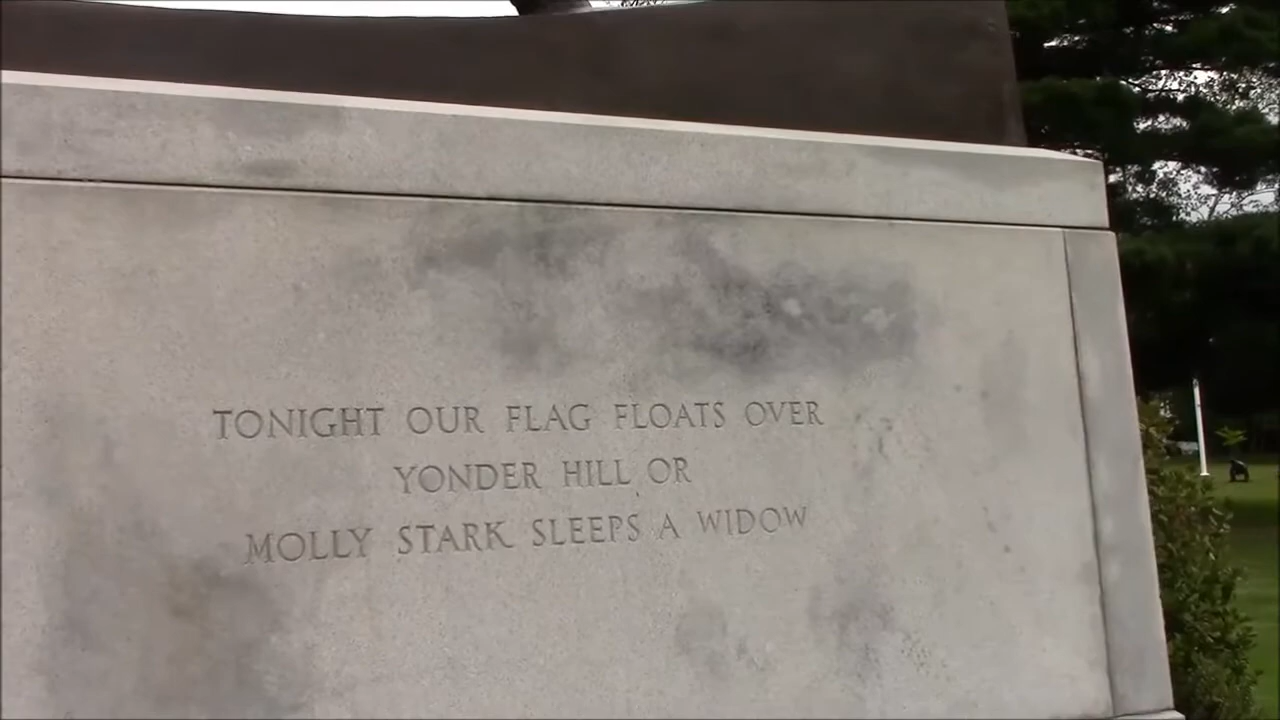 TONIGHT OUR FLAG FLOATS OVER
YONDER HILL OR
MOLLY STARK SLEEPS A WIDOW